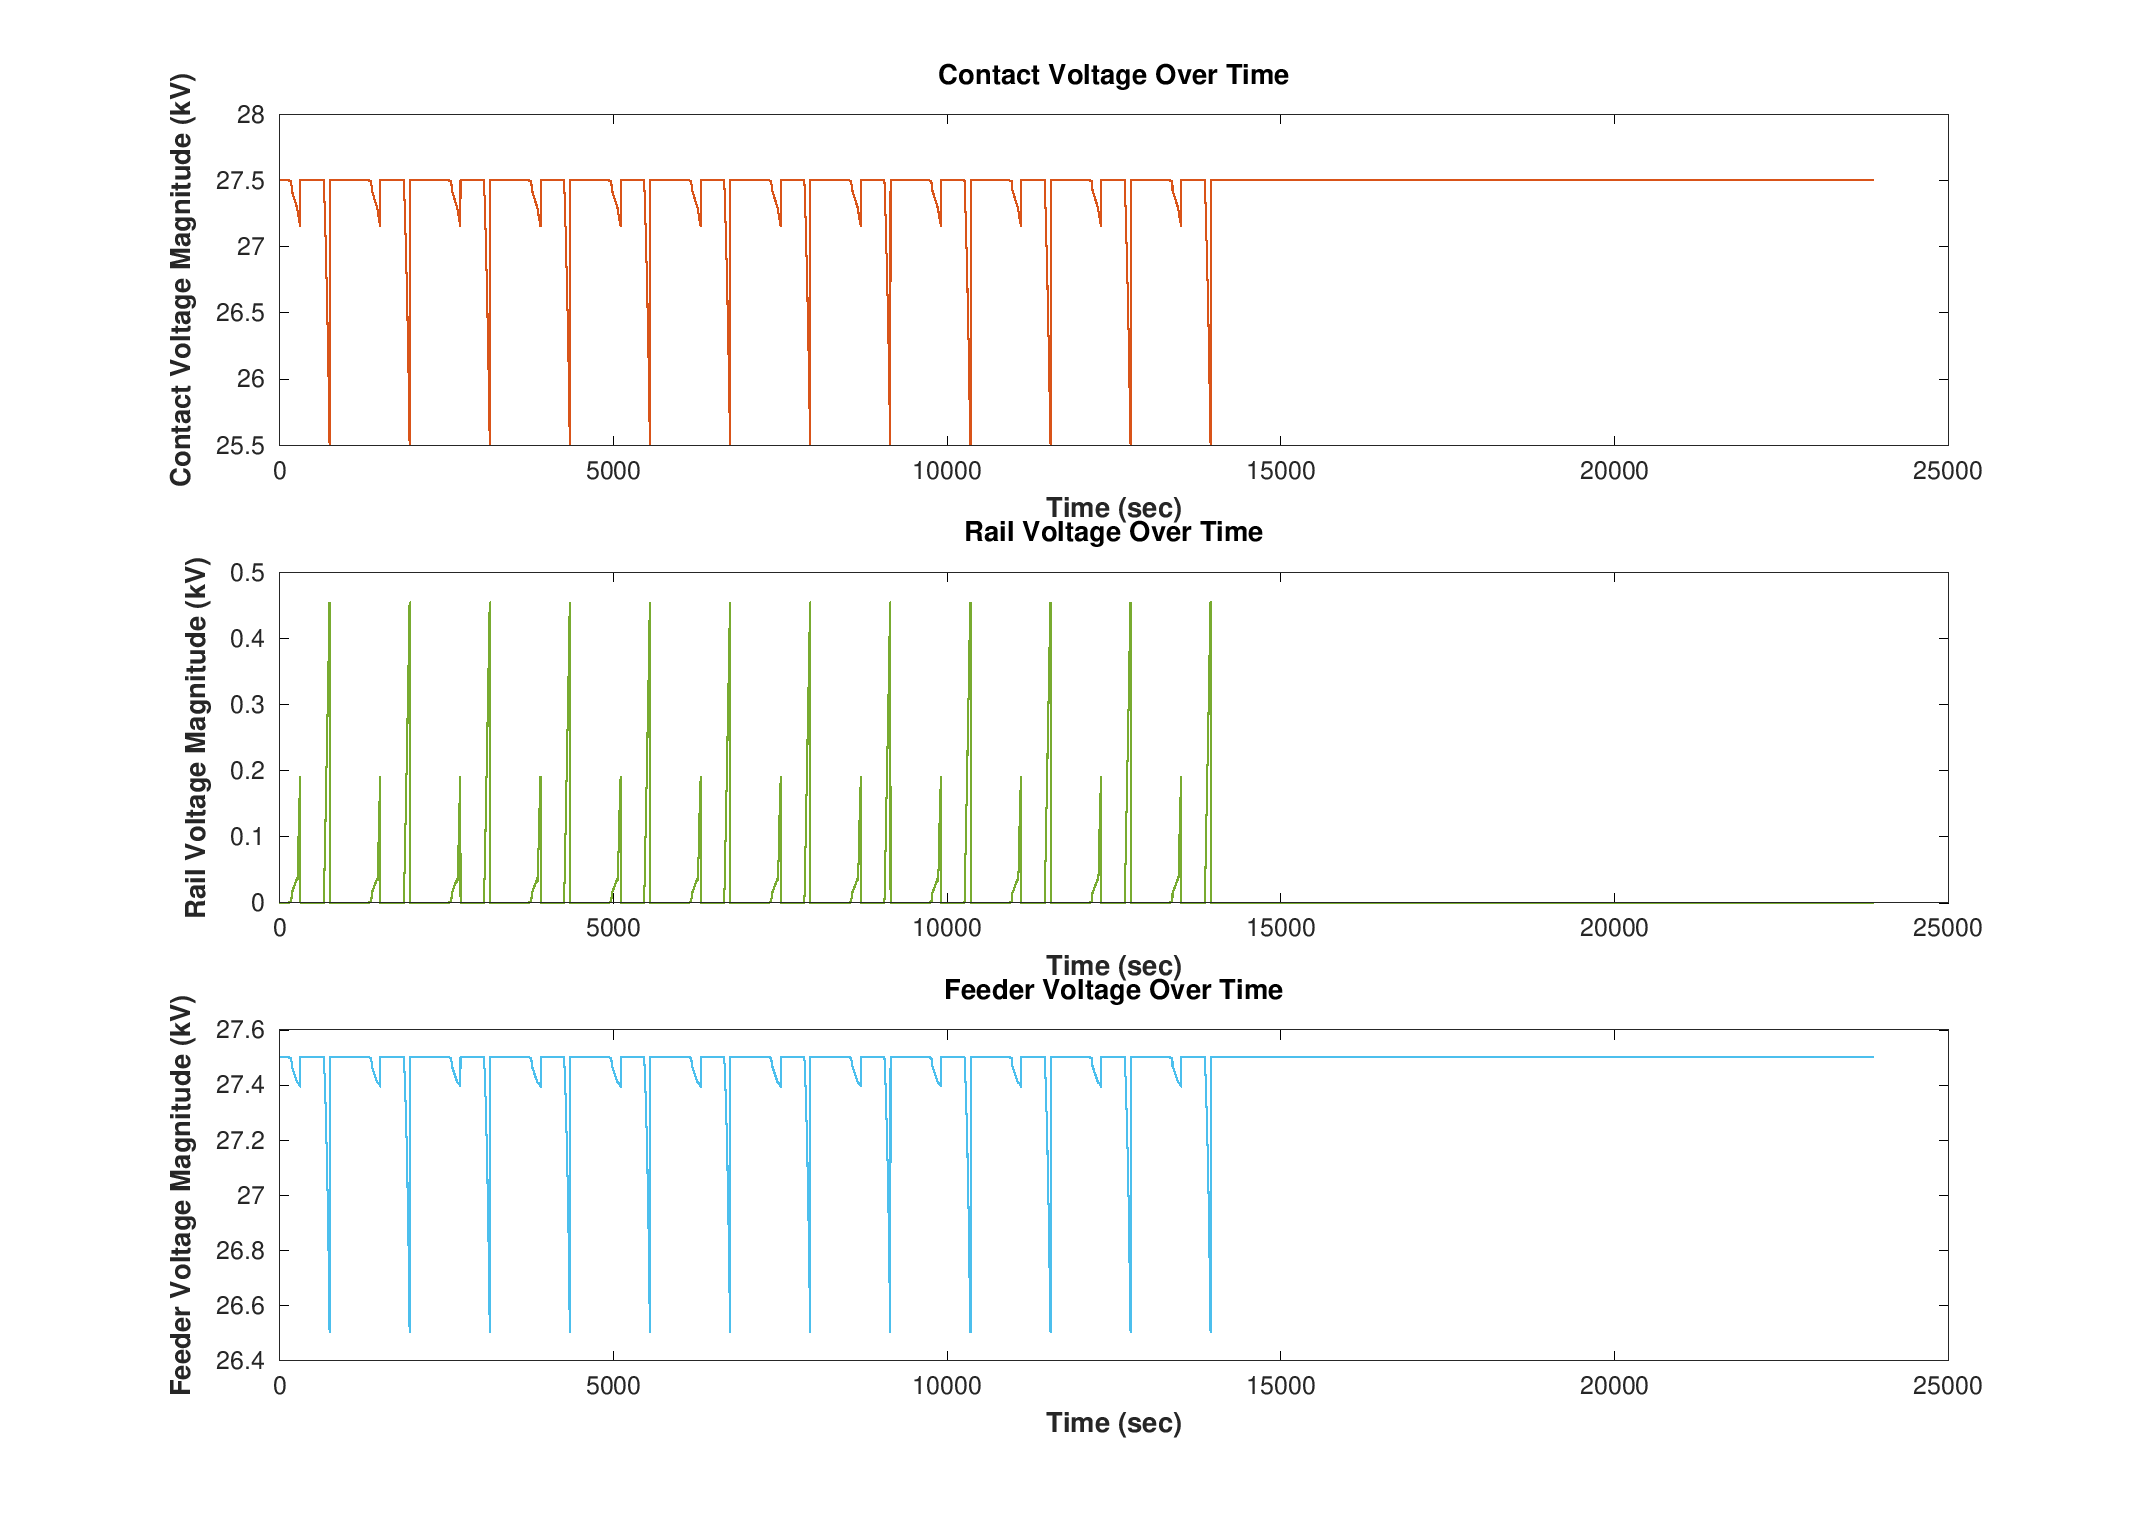 Contact Voltage Over Time
Contact Voltage Magnitude (kV)
28
27.5
27
26.5
26
25.5
0 5000 10000 15000 20000 25000
Time (sec)
Rail Voltage Over Time
Rail Voltage Magnitude (kV)
0.5
0.4
0.3
0.2
0.1
0
0 5000 10000 15000 20000 25000
Time (sec)
Feeder Voltage Over Time
Feeder Voltage Magnitude (kV)
27.6
27.4
27.2
27
26.8
26.6
26.4
0 5000 10000 15000 20000 25000
Time (sec)